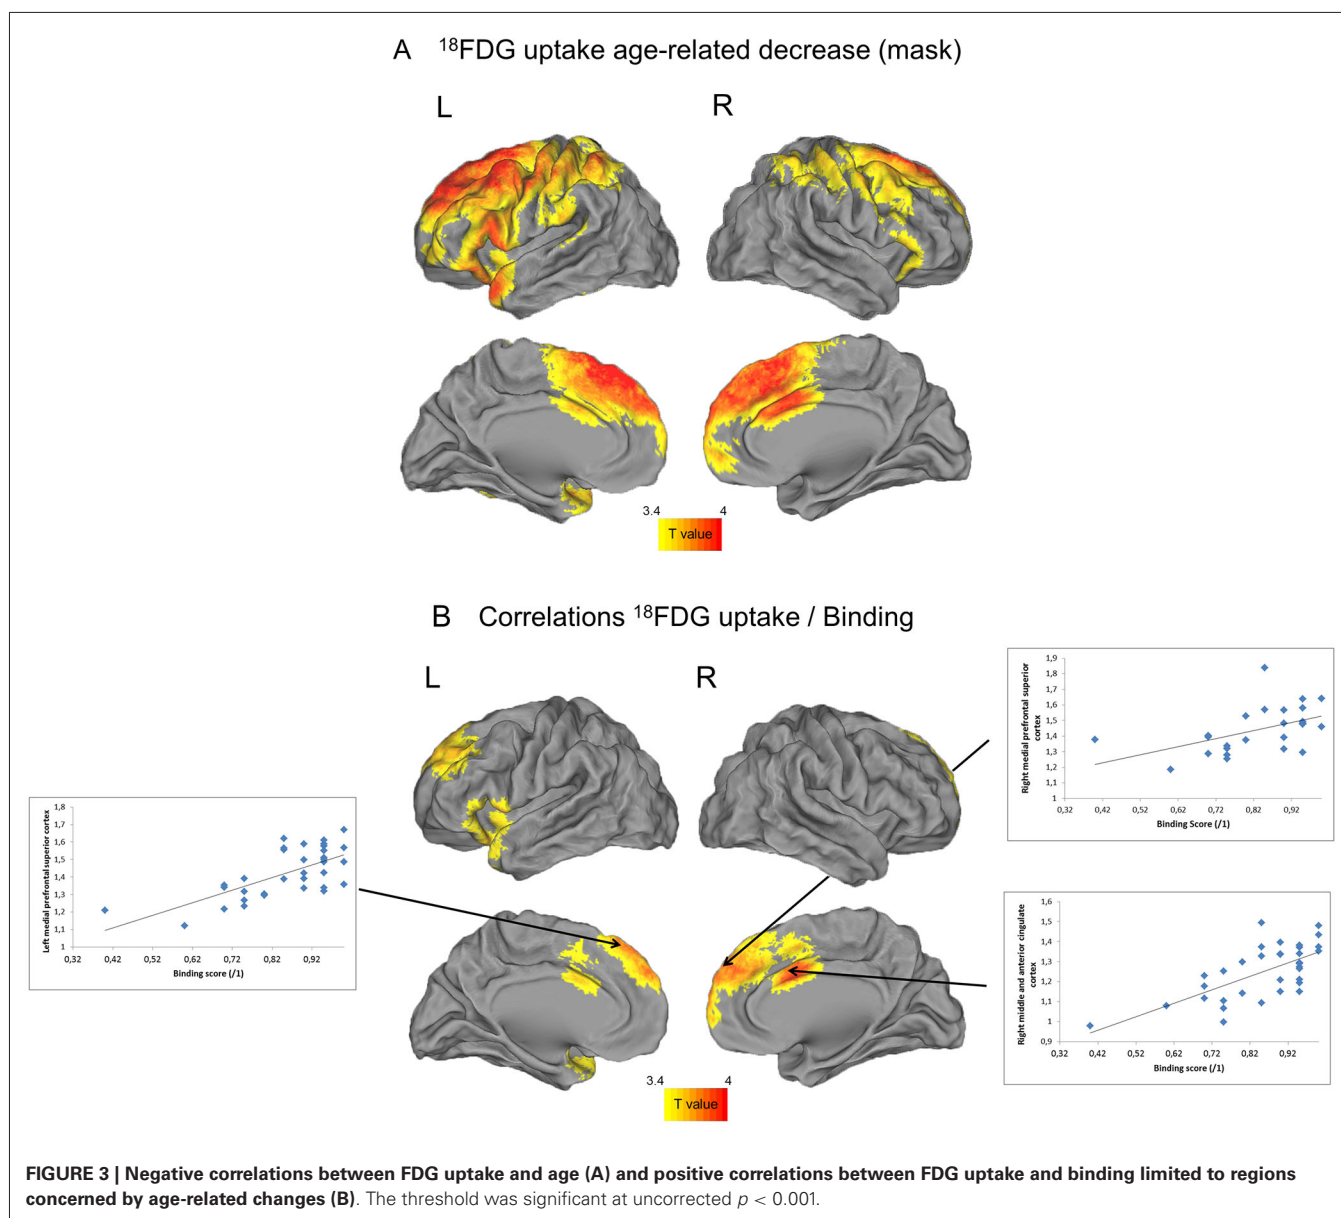 A ¹⁸FDG uptake age-related decrease (mask)
L R
3.4 4
T value
B Correlations ¹⁸FDG uptake / Binding
L R
Right medial prefrontal superior
cortex
1,9
1,8
1,7
1,6
1,5
1,4
1,3
1,2
1,1
1
0,32 0,42 0,52 0,62 0,72 0,82 0,92
Binding Score (/1)
Left medial prefrontal superior cortex
1,8
1,7
1,6
1,5
1,4
1,3
1,2
1,1
1
0,32 0,42 0,52 0,62 0,72 0,82 0,92
Binding score (/1)
Right middle and anterior cingulate
cortex
1,6
1,5
1,4
1,3
1,2
1,1
1
0,9
0,32 0,42 0,52 0,62 0,72 0,82 0,92
Binding score (/1)
3.4 4
T value
FIGURE 3 | Negative correlations between FDG uptake and age (A) and positive correlations between FDG uptake and binding limited to regions
concerned by age-related changes (B). The threshold was significant at uncorrected p < 0.001.